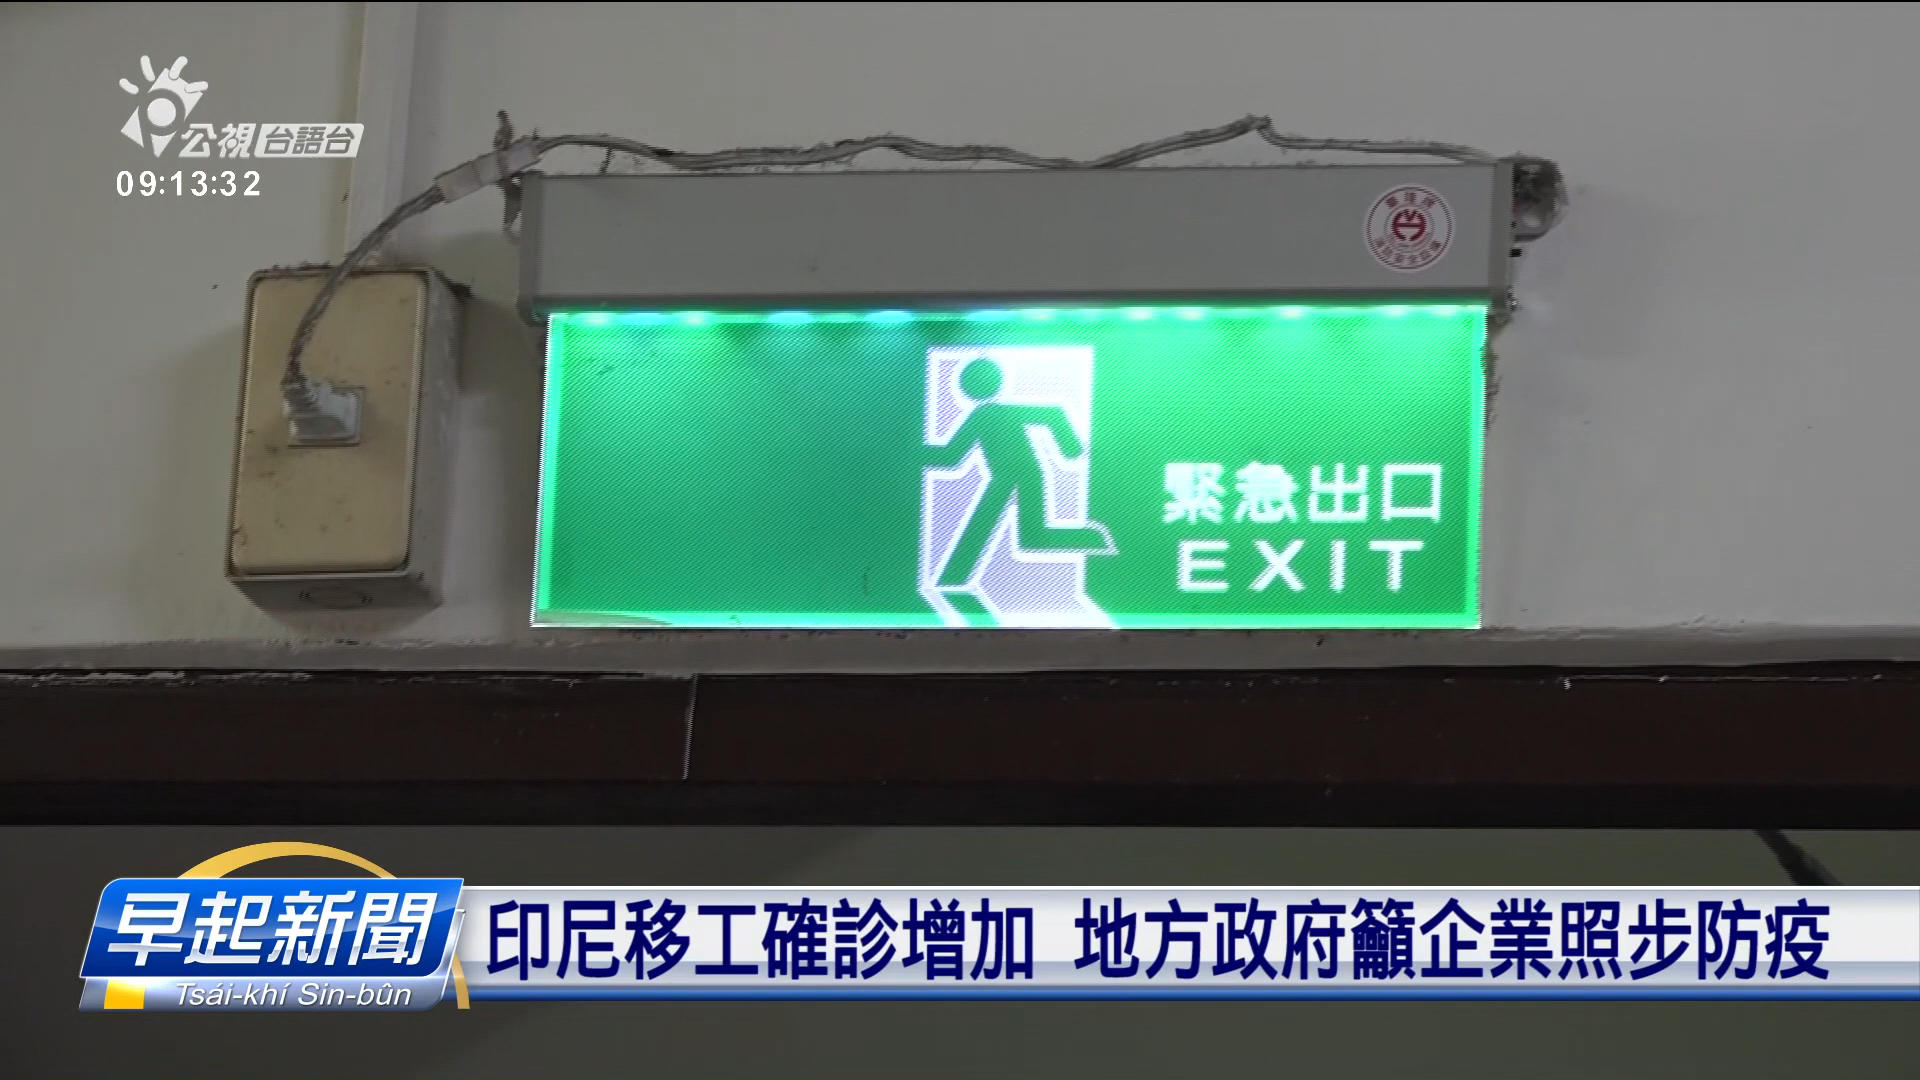 公視台語台
09:13:32
緊急出口
EXIT
早起新聞
Tsái-khí Sin-bûn
印尼移工確診增加 地方政府籲企業照步防疫